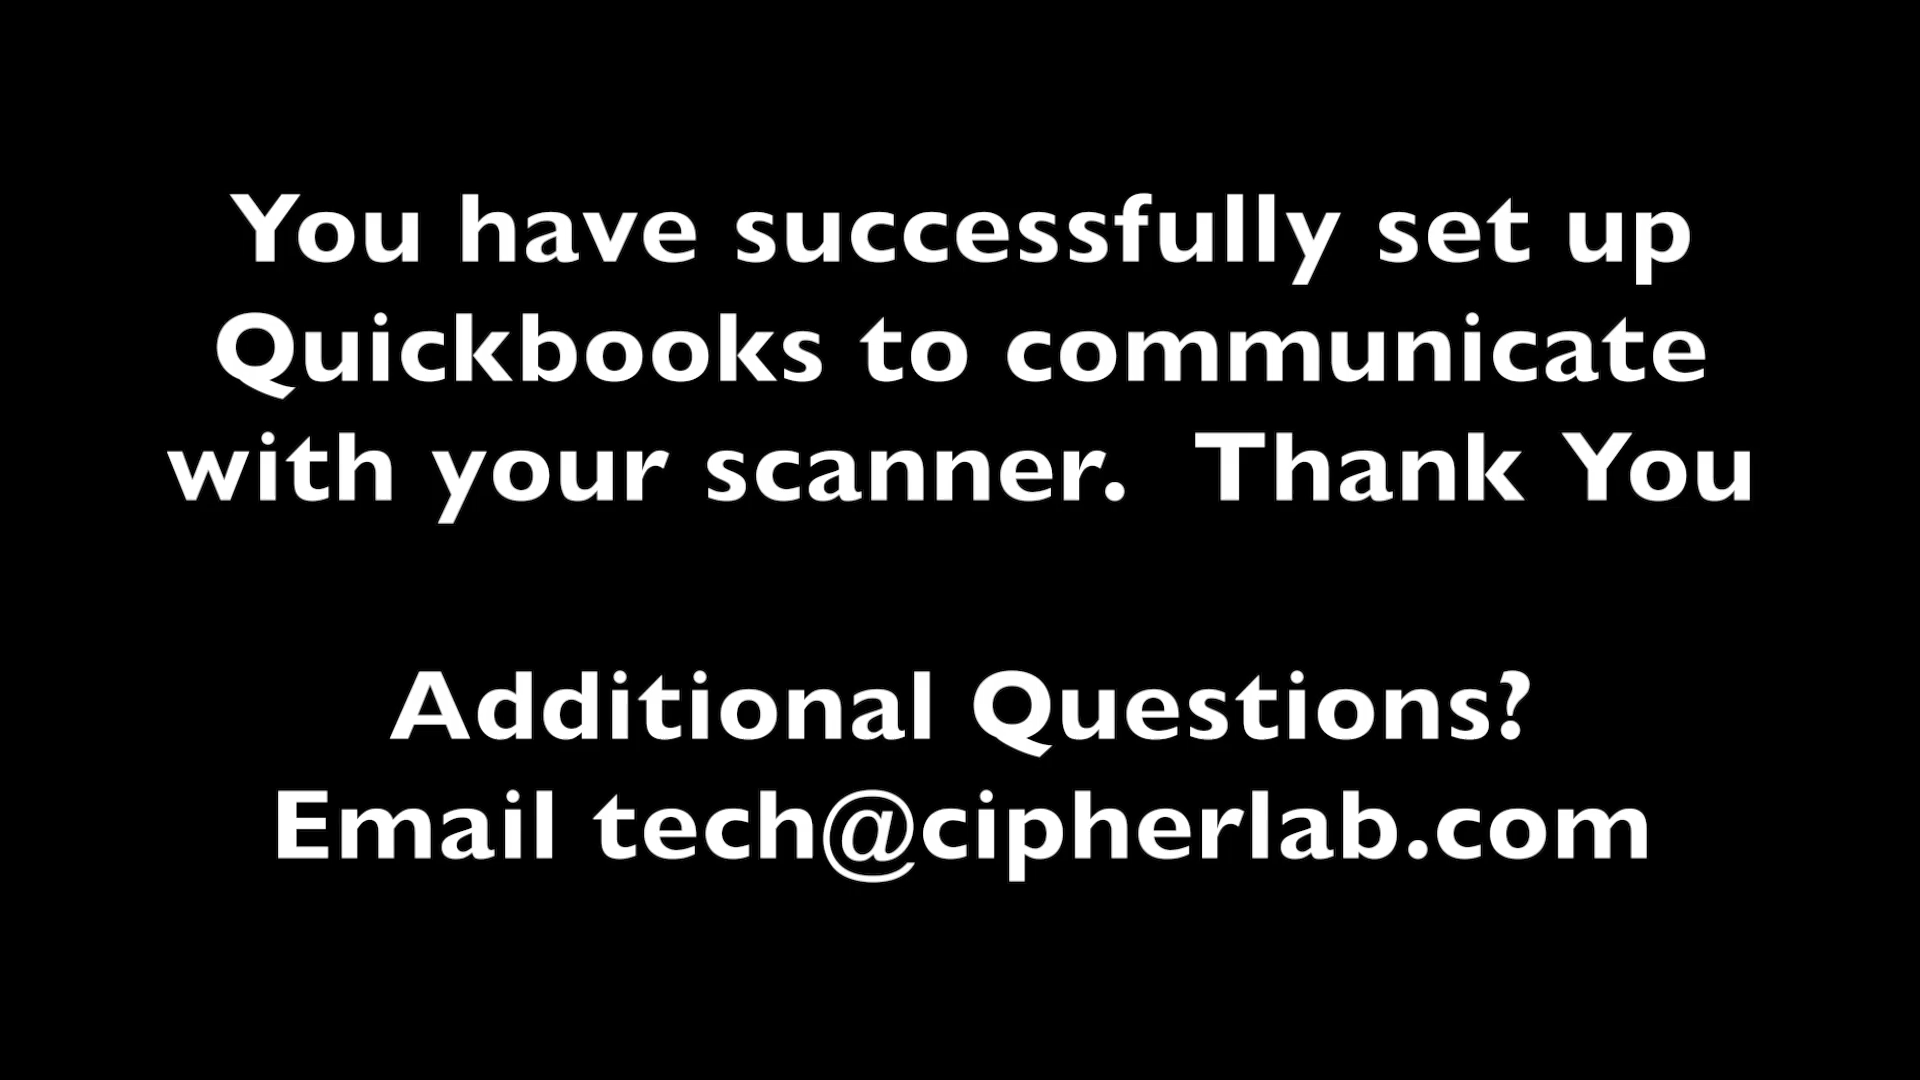 You have successfully set up
Quickbooks to communicate
with your scanner.  Thank You
Additional Questions?
Email tech@cipherlab.com